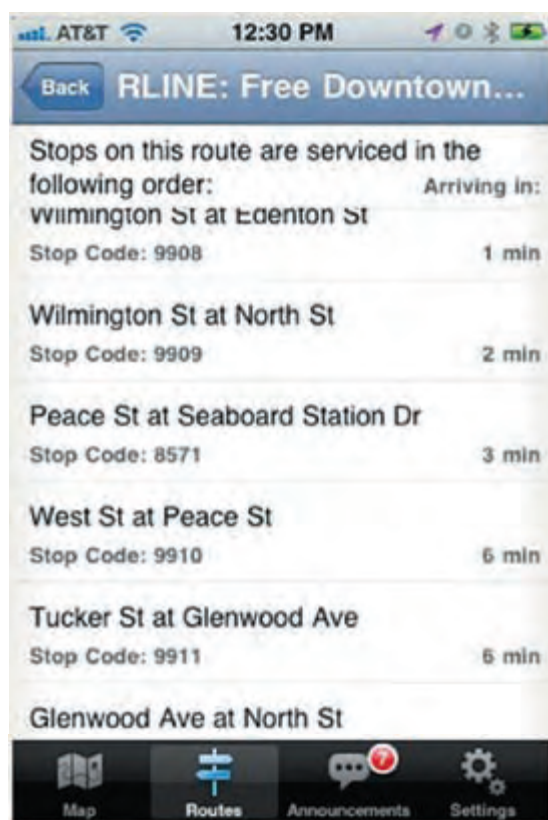 AT&T 12:30 PM
Back RLINE: Free Downtown...
Stops on this route are serviced in the
following order: Arriving in:
Wilmington St at Edenton St
Stop Code: 9908 1 min
Wilmington St at North St
Stop Code: 9909 2 min
Peace St at Seaboard Station Dr
Stop Code: 8571 3 min
West St at Peace St
Stop Code: 9910 6 min
Tucker St at Glenwood Ave
Stop Code: 9911 6 min
Glenwood Ave at North St
7
Map Routes Announcements Settings